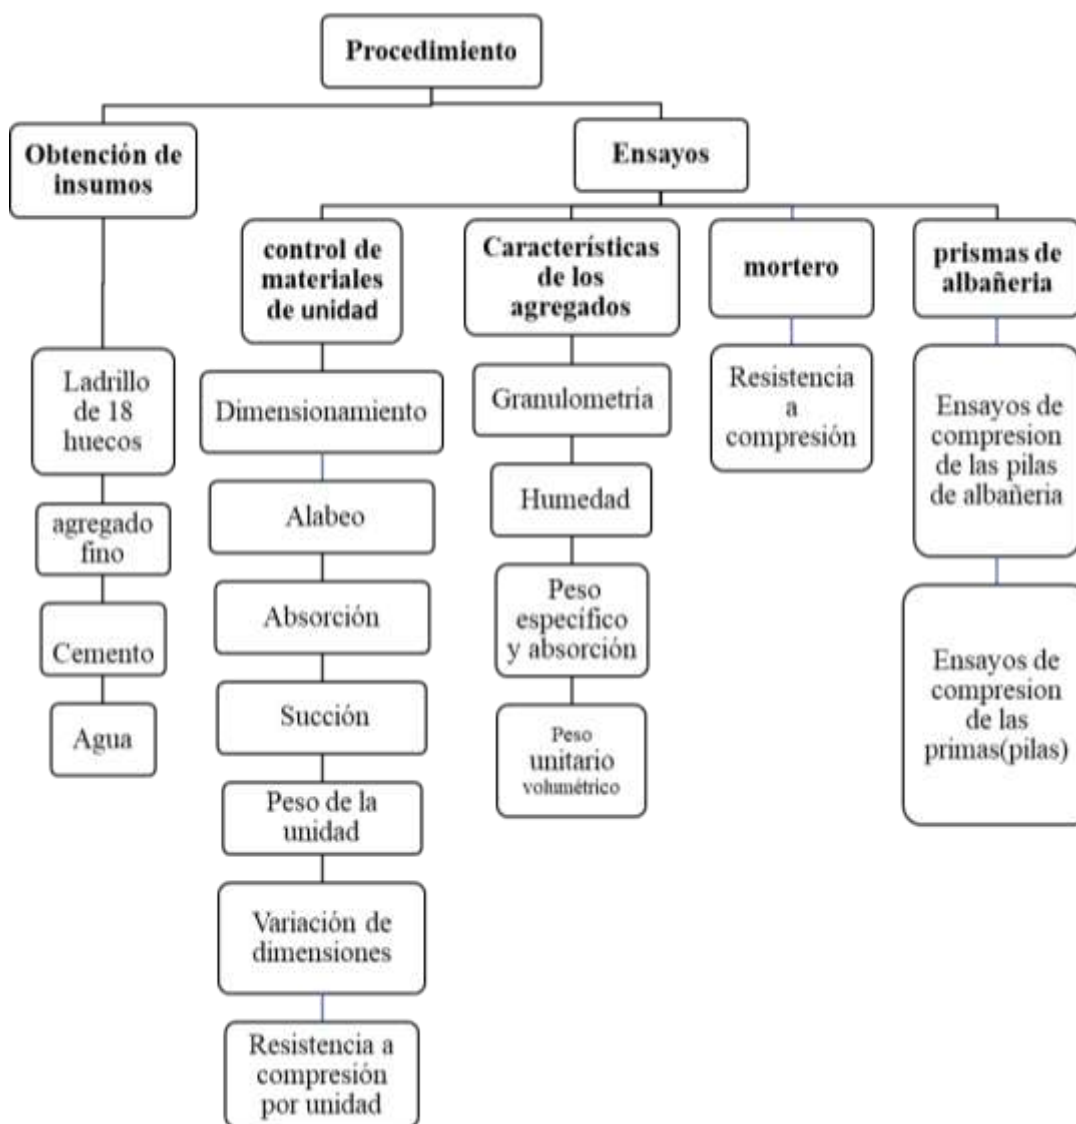 Procedimiento
Obtención de
insumos
Ensayos
control de
materiales
de unidad
Características
de los
agregados
mortero
prismas de
albañeria
Ladrillo
de 18
huecos
agregado
fino
Cemento
Agua
Dimensionamiento
Alabeo
Absorción
Succión
Peso de la
unidad
Variación de
dimensiones
Resistencia a
compresión
por unidad
Granulometria
Humedad
Peso
específico
y absorción
Peso
unitario
volumétrico
Resistencia
a
compresión
Ensayos de
compresion
de las pilas
de albañeria
Ensayos de
compresion
de las
primas(pilas)